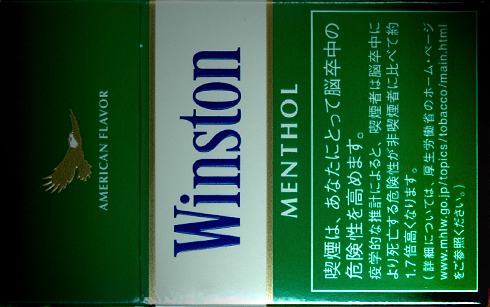 AMERICAN FLAVOR
Winston
MENTHOL
喫煙は、あなたにとって脳卒中の
危険性を高めます。
疫学的な推計によると、喫煙者は脳卒中に
より死亡する危険性が非喫煙者に比べて約
1.7倍高くなります。
(詳細については、厚生労働省のホーム・ページ
www.mhlw.go.jp/topics/tobacco/main.html
をご参照ください。)